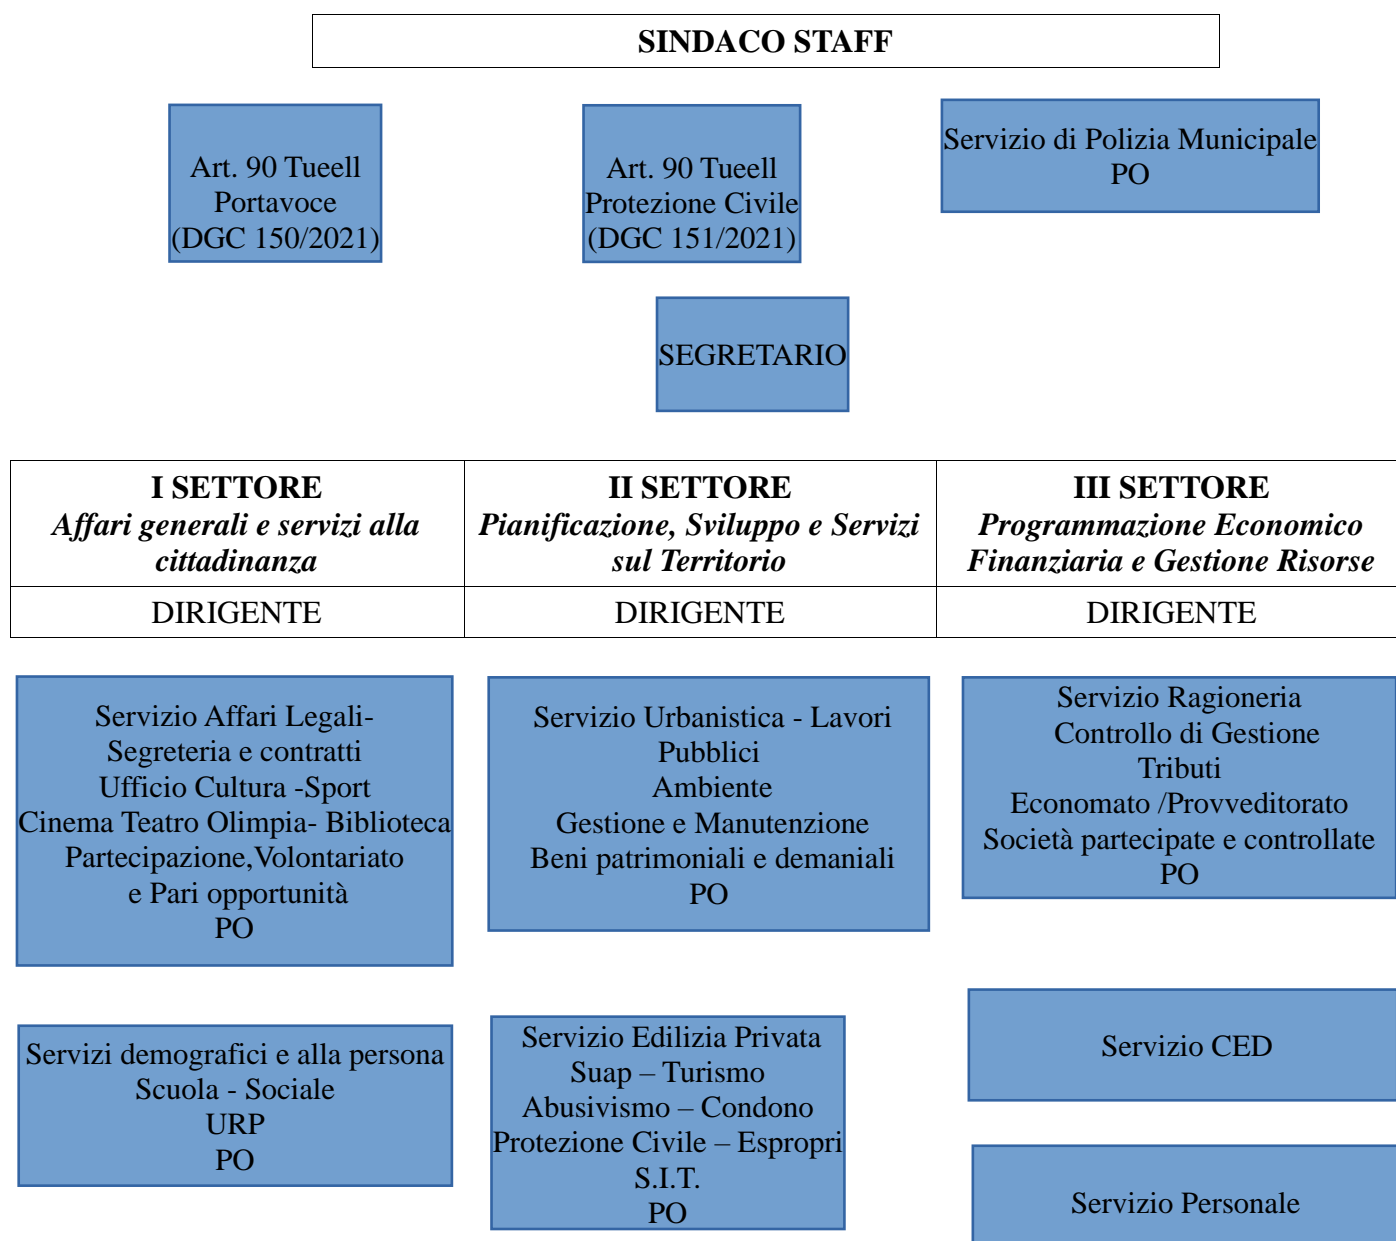 SINDACO STAFF
Art. 90 Tueell
Portavoce
(DGC 150/2021)
Art. 90 Tueell
Protezione Civile
(DGC 151/2021)
Servizio di Polizia Municipale
PO
SEGRETARIO
I SETTORE
Affari generali e servizi alla
cittadinanza
DIRIGENTE
II SETTORE
Pianificazione, Sviluppo e Servizi
sul Territorio
DIRIGENTE
III SETTORE
Programmazione Economico
Finanziaria e Gestione Risorse
DIRIGENTE
Servizio Affari Legali-
Segreteria e contratti
Ufficio Cultura -Sport
Cinema Teatro Olimpia- Biblioteca
Partecipazione,Volontariato
e Pari opportunità
PO
Servizio Urbanistica - Lavori
Pubblici
Ambiente
Gestione e Manutenzione
Beni patrimoniali e demaniali
PO
Servizio Ragioneria
Controllo di Gestione
Tributi
Economato /Provveditorato
Società partecipate e controllate
PO
Servizi demografici e alla persona
Scuola - Sociale
URP
PO
Servizio Edilizia Privata
Suap – Turismo
Abusivismo – Condono
Protezione Civile – Espropri
S.I.T.
PO
Servizio CED
Servizio Personale